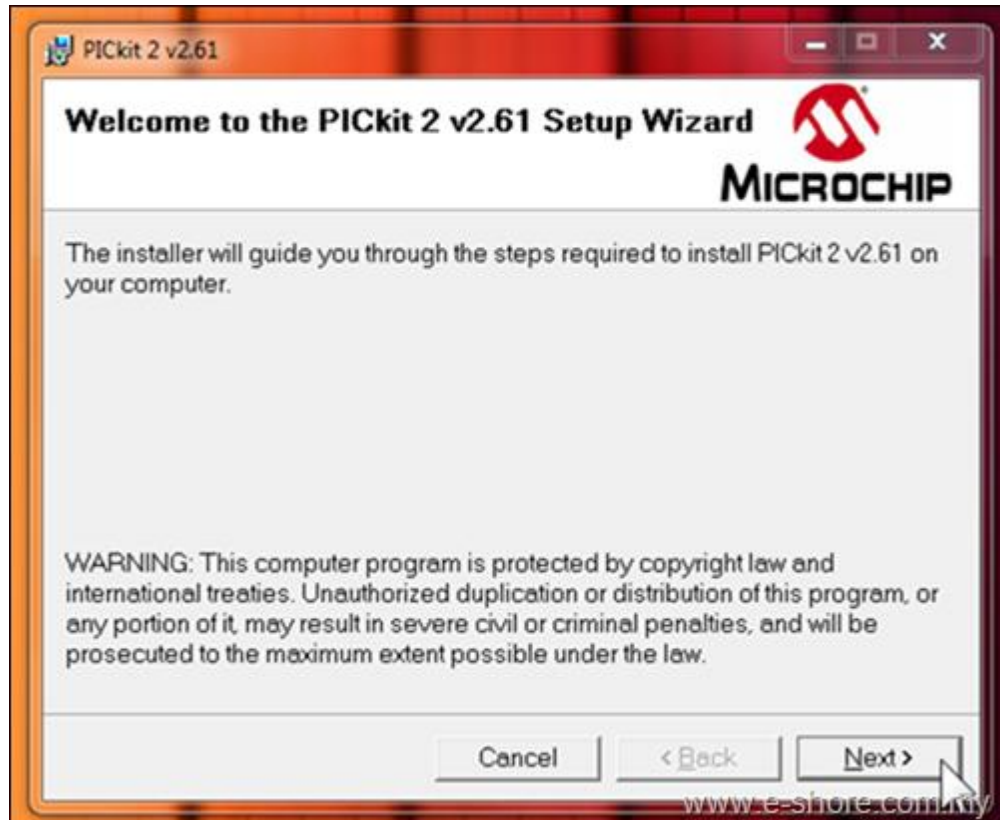 PICkit 2 v2.61
Welcome to the PICkit 2 v2.61 Setup Wizard
MICROCHIP
The installer will guide you through the steps required to install PICkit 2 v2.61 on
your computer.
WARNING: This computer program is protected by copyright law and
international treaties. Unauthorized duplication or distribution of this program, or
any portion of it, may result in severe civil or criminal penalties, and will be
prosecuted to the maximum extent possible under the law.
Cancel
< Back
Next >
www.e-shore.com.my